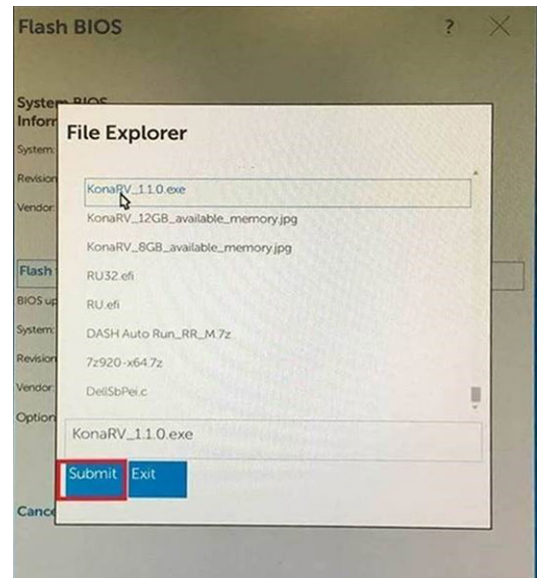 Flash BIOS ?
System BIOS
Inforr
System:
Revision
Vendor:
File Explorer
KonaRV_1.1.0.exe
KonaRV_12GB_available_memory.jpg
KonaRV_8GB_available_memory.jpg
RU32.efi
RU.efi
DASH Auto Run_RR_M.7z
7z920-x64.7z
DellSbPei.c
Flash
BIOS up
System:
Revision
Vendor:
Option
KonaRV_1.1.0.exe
Submit Exit
Cance